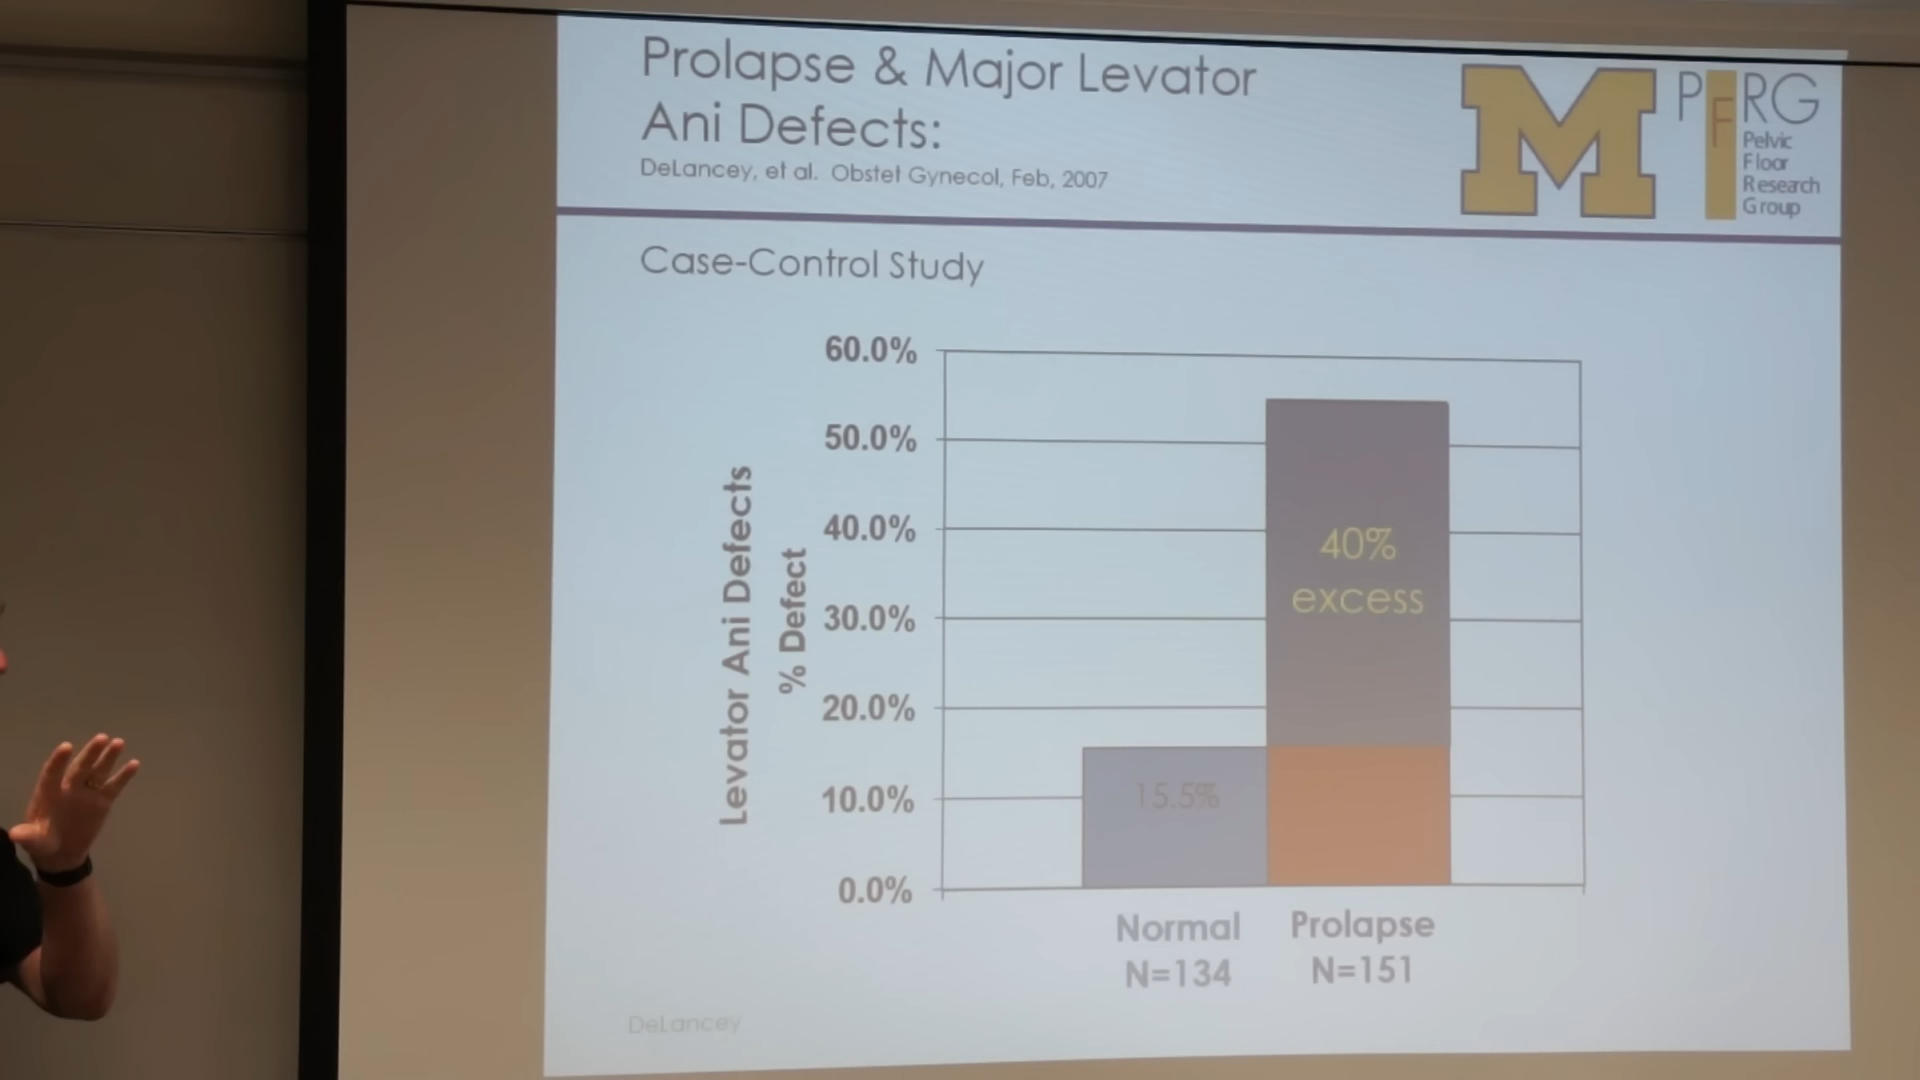 Prolapse & Major Levator
Ani Defects:
DeLancey, et al. Obstet Gynecol, Feb, 2007
M
PFRG
Pelvic
Floor
Research
Group
Case-Control Study
Levator Ani Defects
% Defect
60.0%
50.0%
40.0%
30.0%
20.0%
10.0%
0.0%
40%
excess
15.5%
Normal
N=134
Prolapse
N=151
DeLancey